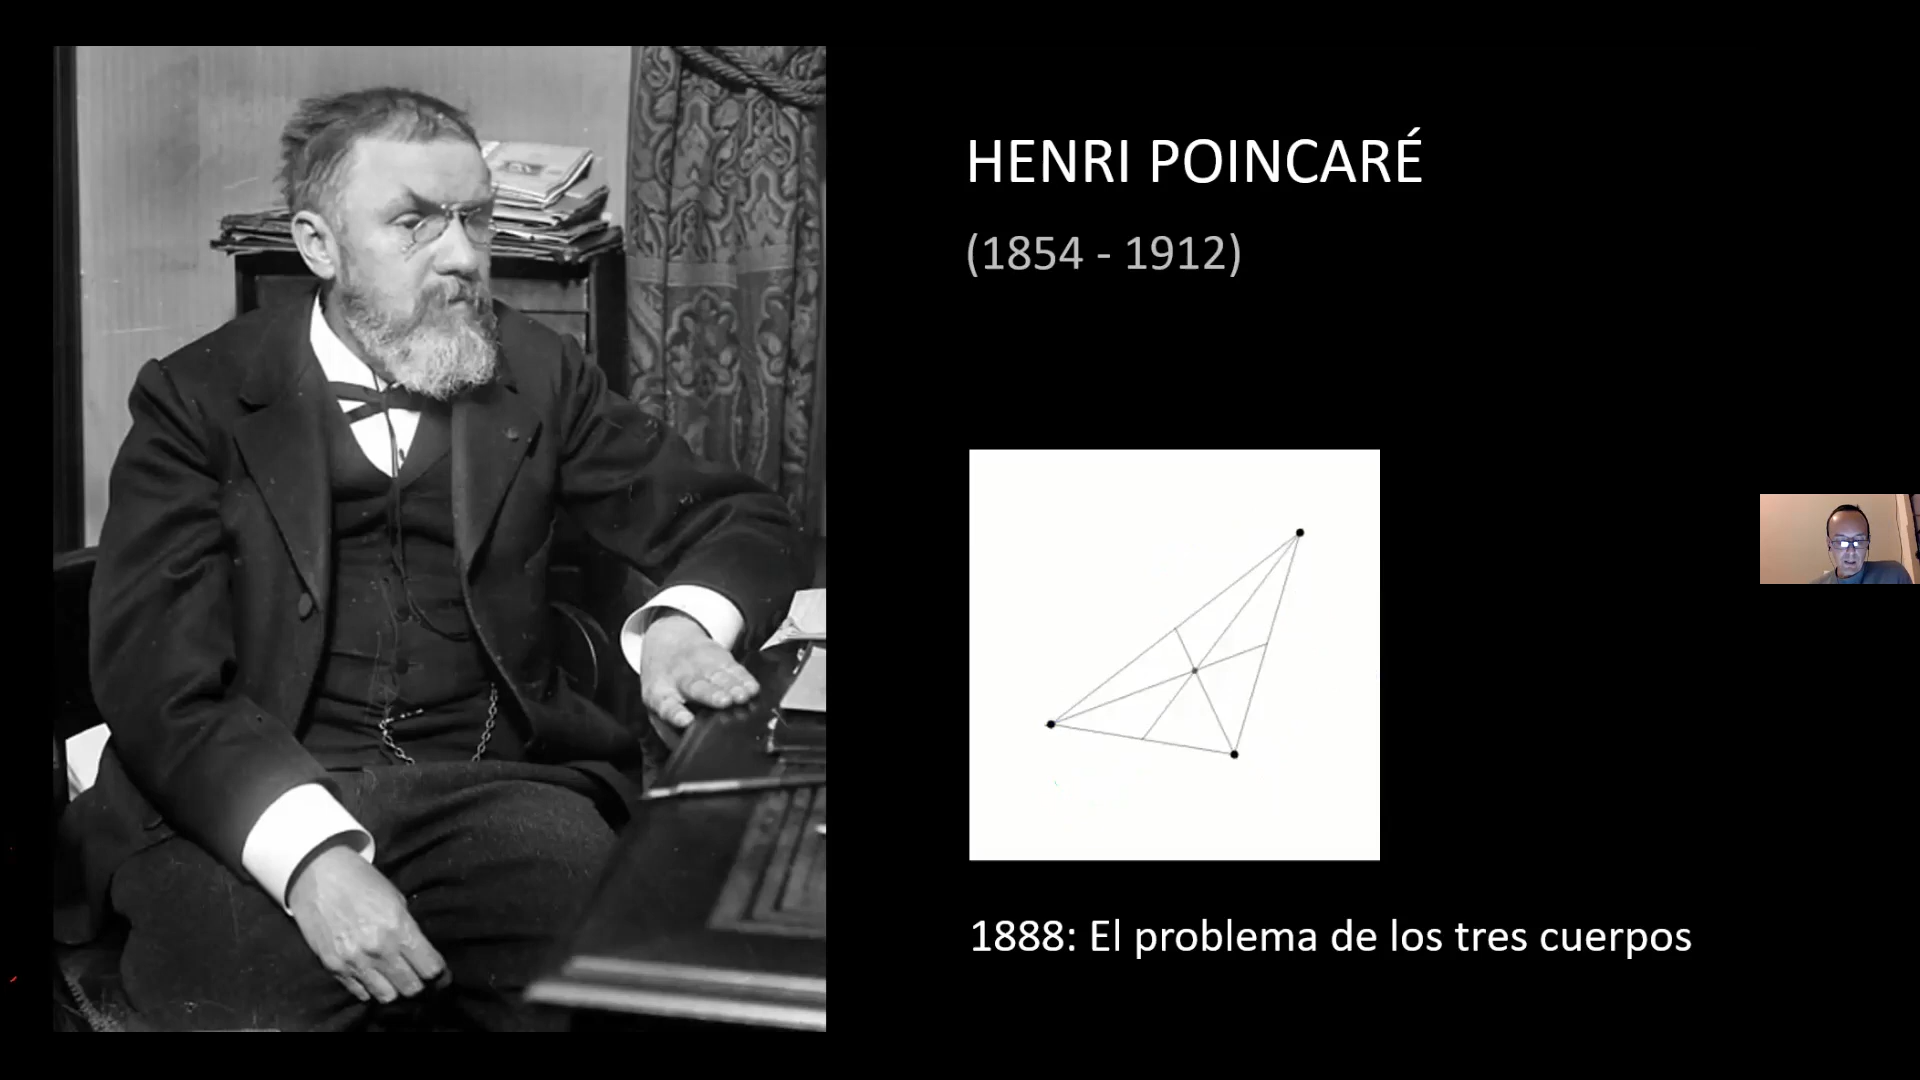 HENRI POINCARÉ
(1854 - 1912)
1888: El problema de los tres cuerpos